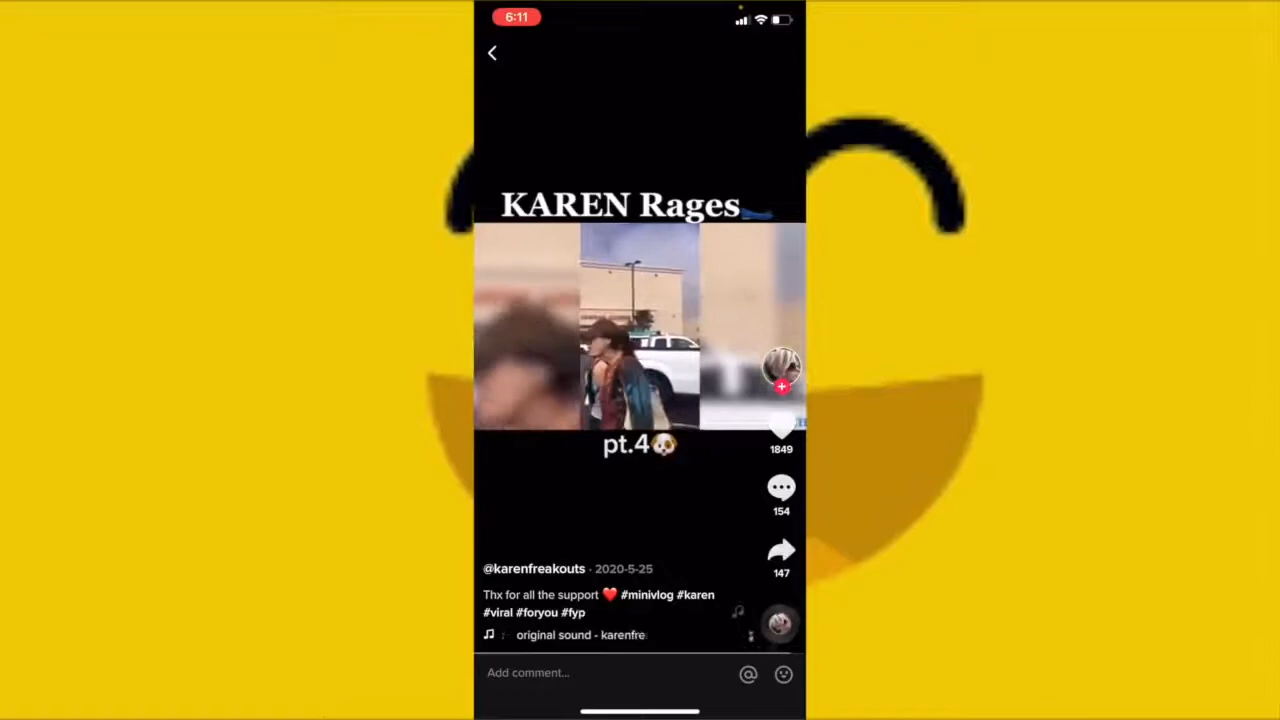 6:11
KAREN Rages
pt.4🐶
1849
154
147
@karenfreakouts · 2020-5-25
Thx for all the support ❤️ #minivlog #karen
#viral #foryou #fyp
original sound - karenfre
Add comment...